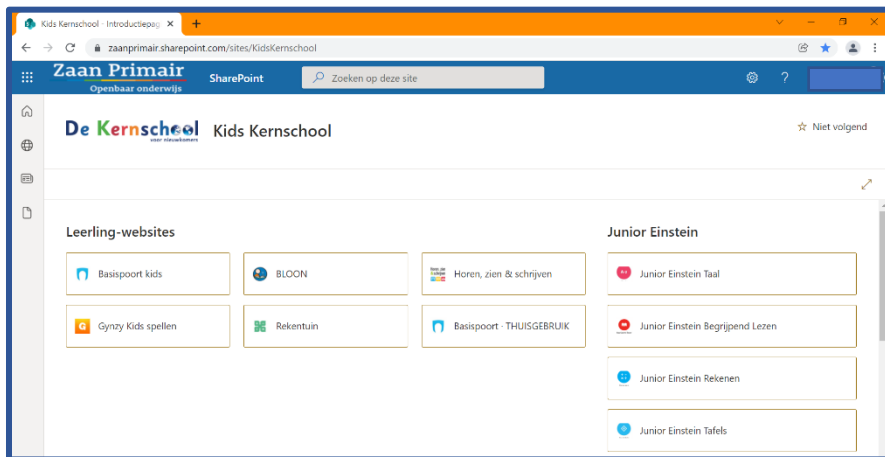 Kids Kernschool - Introductiepag
zaanprimair.sharepoint.com/sites/KidsKernschool
Zaan Primair
Openbaar onderwijs
SharePoint
Zoeken op deze site
?
De Kernschool
voor nieuwkomers
Kids Kernschool
Niet volgend
Leerling-websites
Junior Einstein
Basispoort kids
BLOON
Horen, zien & schrijven
Junior Einstein Taal
G
Gynzy Kids spellen
Rekentuin
Basispoort - THUISGEBRUIK
Junior Einstein Begrijpend Lezen
Junior Einstein Rekenen
Junior Einstein Tafels